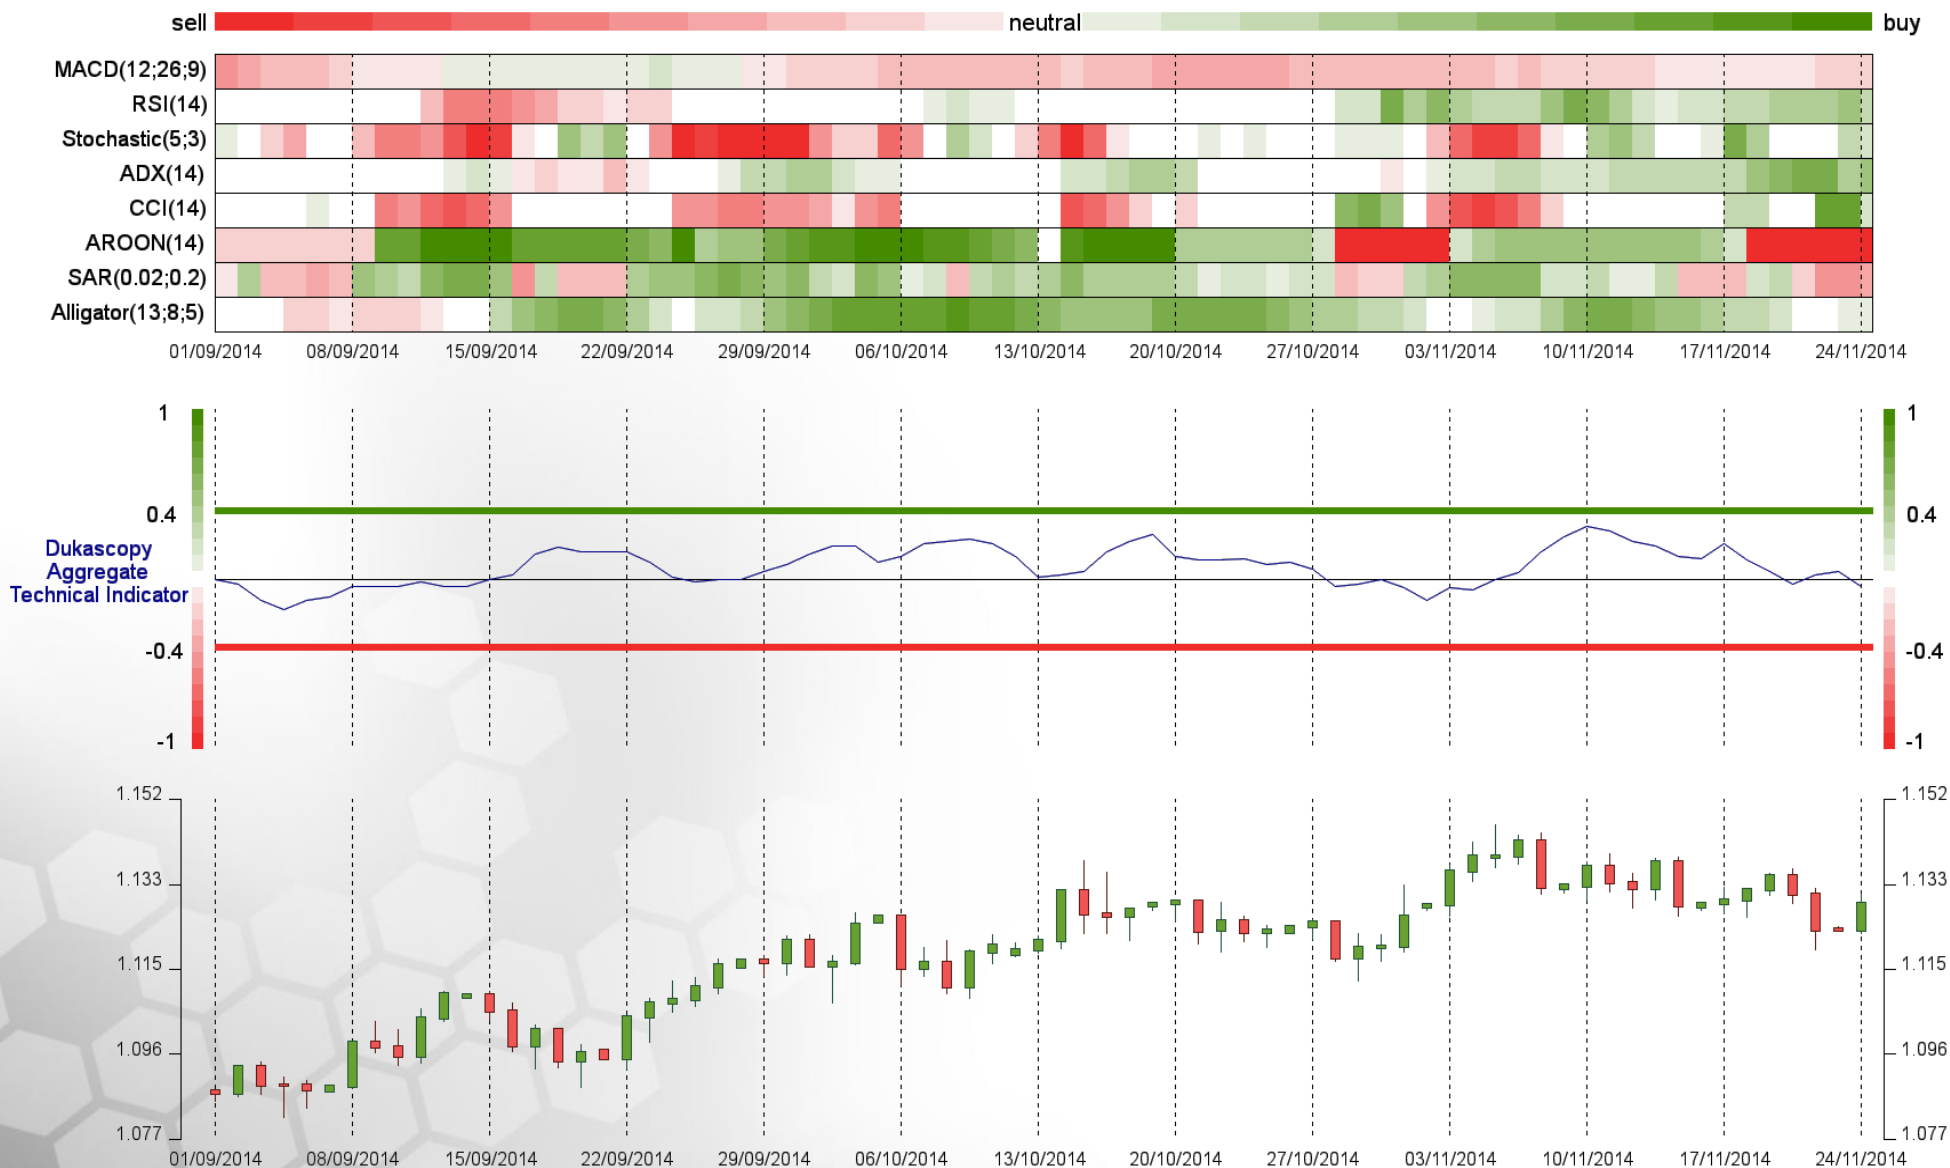 sell neutral buy
MACD(12;26;9)
RSI(14)
Stochastic(5;3)
ADX(14)
CCI(14)
AROON(14)
SAR(0.02;0.2)
Alligator(13;8;5)
01/09/2014 08/09/2014 15/09/2014 22/09/2014 29/09/2014 06/10/2014 13/10/2014 20/10/2014 27/10/2014 03/11/2014 10/11/2014 17/11/2014 24/11/2014
1 1
0.4 0.4
Dukascopy
Aggregate
Technical Indicator
-0.4 -0.4
-1 -1
1.152 1.152
1.133 1.133
1.115 1.115
1.096 1.096
1.077 1.077
01/09/2014 08/09/2014 15/09/2014 22/09/2014 29/09/2014 06/10/2014 13/10/2014 20/10/2014 27/10/2014 03/11/2014 10/11/2014 17/11/2014 24/11/2014